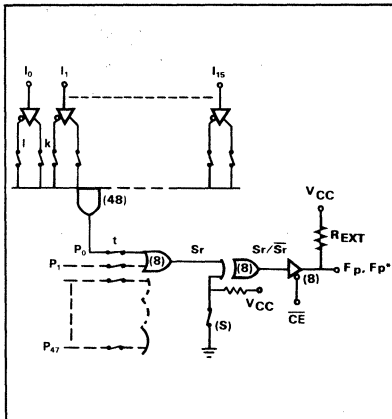 I₀ I₁ I₁₅
l k
(48)
t
P₀ Sr Sr/S̅r̅
(8) (8) (8)
P₁
P₄₇
(S)
VCC
VCC
REXT
Fp, Fp*
C̅E̅